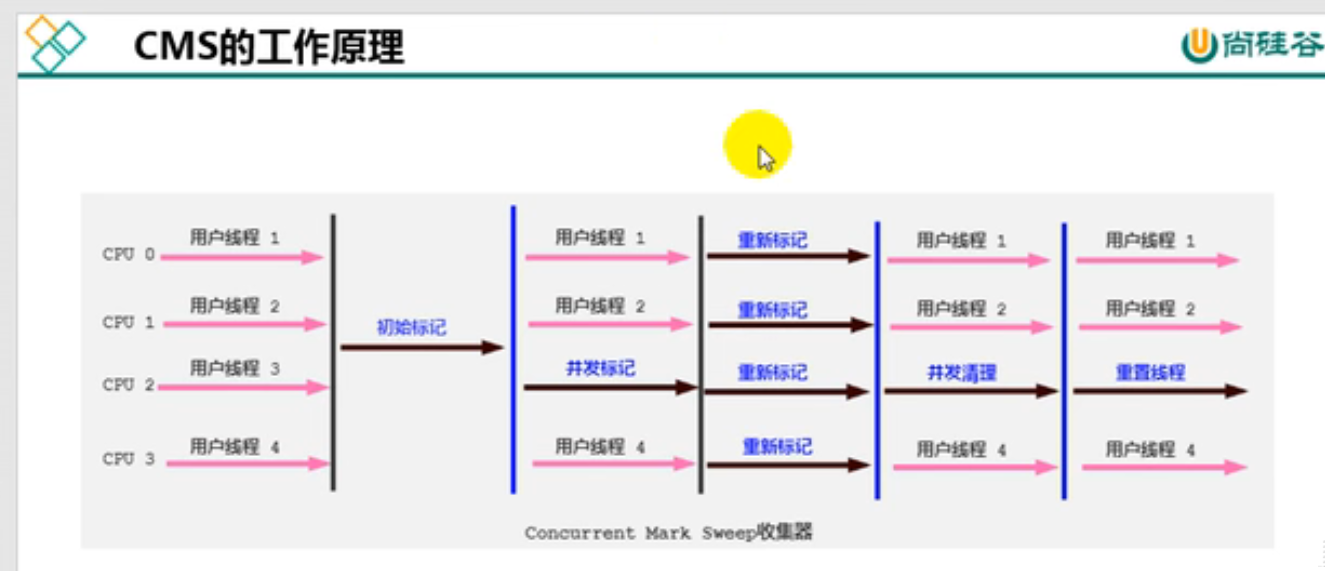 CMS的工作原理
尚硅谷
用户线程 1
用户线程 1
重新标记
用户线程 1
用户线程 1
CPU 0
用户线程 2
用户线程 2
重新标记
用户线程 2
用户线程 2
CPU 1
初始标记
用户线程 3
并发标记
重新标记
并发清理
重置线程
CPU 2
用户线程 4
用户线程 4
重新标记
用户线程 4
用户线程 4
CPU 3
Concurrent Mark Sweep收集器